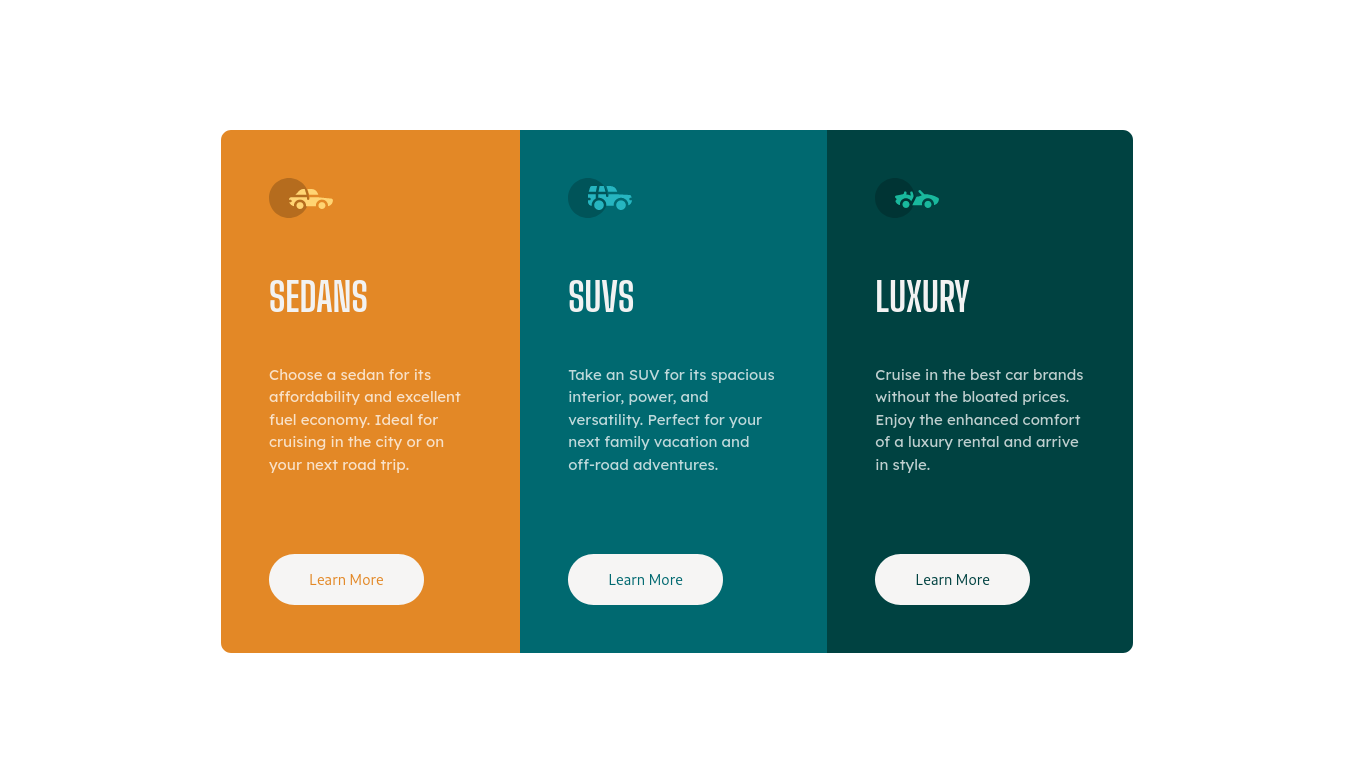 SEDANS
Choose a sedan for its
affordability and excellent
fuel economy. Ideal for
cruising in the city or on
your next road trip.
Learn More
SUVS
Take an SUV for its spacious
interior, power, and
versatility. Perfect for your
next family vacation and
off-road adventures.
Learn More
LUXURY
Cruise in the best car brands
without the bloated prices.
Enjoy the enhanced comfort
of a luxury rental and arrive
in style.
Learn More